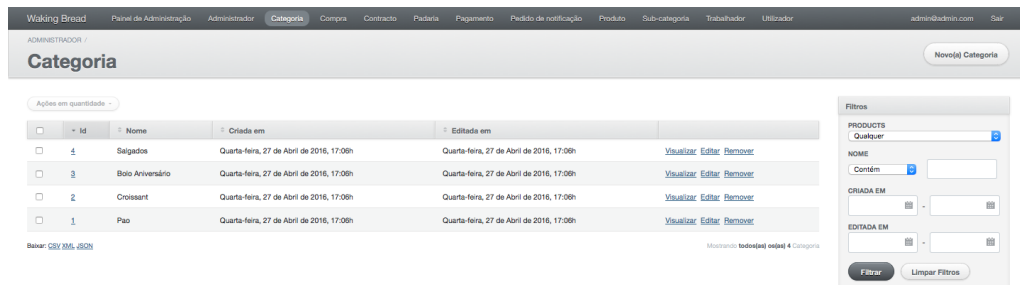 Waking Bread Painel de Administração Administrador Categoria Compra Contracto Padaria Pagamento Pedido de notificação Produto Sub-categoria Trabalhador Utilizador admin@admin.com Sair
ADMINISTRADOR /
Categoria
Novo(a) Categoria
Ações em quantidade
Id Nome Criada em Editada em
4 Salgados Quarta-feira, 27 de Abril de 2016, 17:06h Quarta-feira, 27 de Abril de 2016, 17:06h Visualizar Editar Remover
3 Bolo Aniversário Quarta-feira, 27 de Abril de 2016, 17:06h Quarta-feira, 27 de Abril de 2016, 17:06h Visualizar Editar Remover
2 Croissant Quarta-feira, 27 de Abril de 2016, 17:06h Quarta-feira, 27 de Abril de 2016, 17:06h Visualizar Editar Remover
1 Pao Quarta-feira, 27 de Abril de 2016, 17:06h Quarta-feira, 27 de Abril de 2016, 17:06h Visualizar Editar Remover
Baixar: CSV XML JSON
Mostrando todos(as) os(as) 4 Categoria
Filtros
PRODUCTS
Qualquer
NOME
Contém
CRIADA EM
-
EDITADA EM
-
Filtrar Limpar Filtros